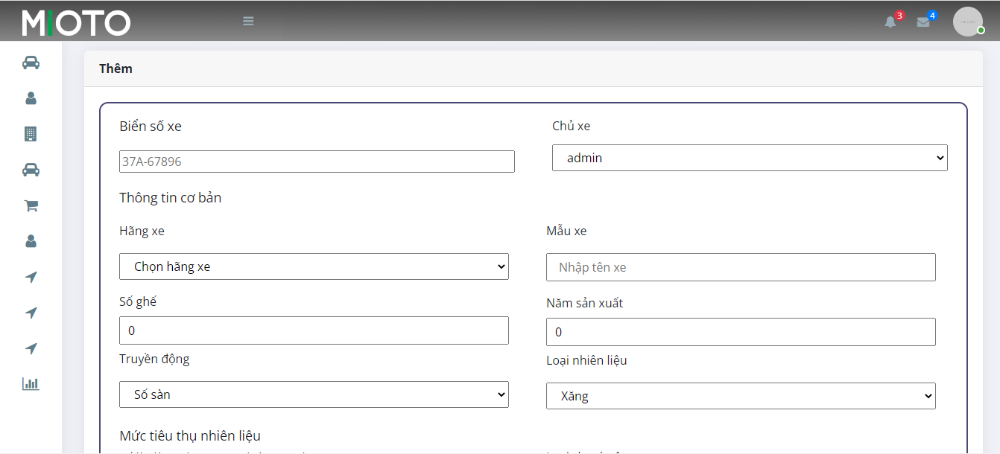 MiOTO
3
4
Thêm
Biển số xe
Chủ xe
37A-67896
admin
Thông tin cơ bản
Hãng xe
Mẫu xe
Chọn hãng xe
Nhập tên xe
Số ghế
Năm sản xuất
0
0
Truyền động
Loại nhiên liệu
Số sàn
Xăng
Mức tiêu thụ nhiên liệu